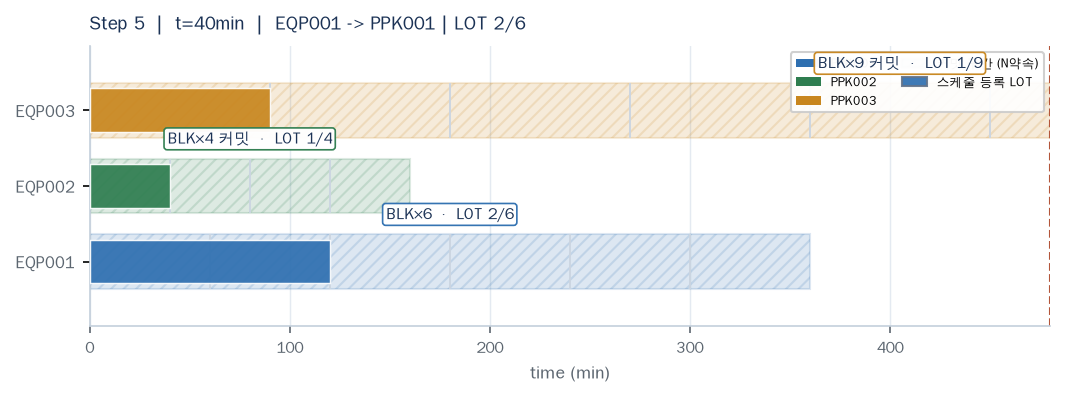 Step 5 | t=40min | EQP001 -> PPK001 | LOT 2/6
BLK×9 커밋 · LOT 1/9
(N약속)
PPK002
스케줄 등록 LOT
PPK003
EQP003
BLK×4 커밋 · LOT 1/4
EQP002
BLK×6 · LOT 2/6
EQP001
0 100 200 300 400
time (min)